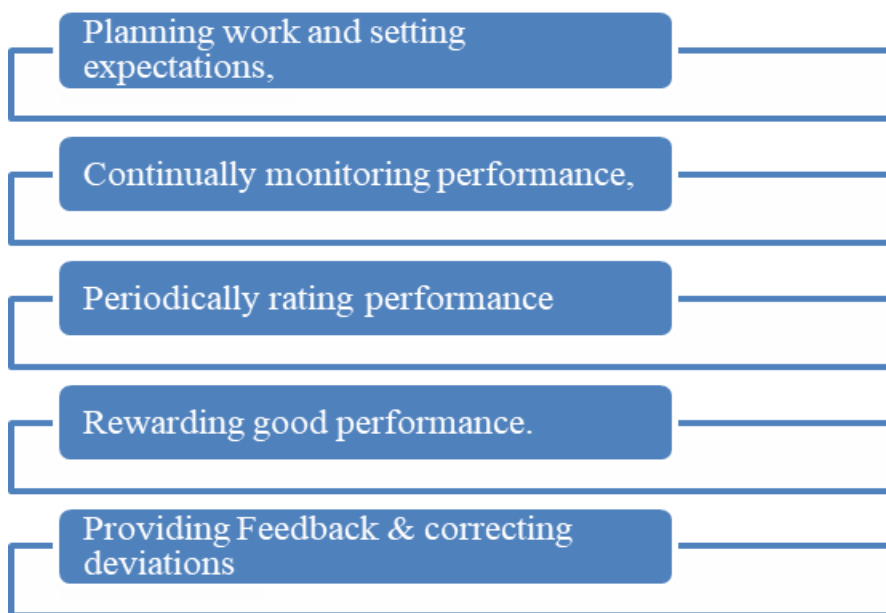 Planning work and setting
expectations,
Continually monitoring performance,
Periodically rating performance
Rewarding good performance.
Providing Feedback & correcting
deviations